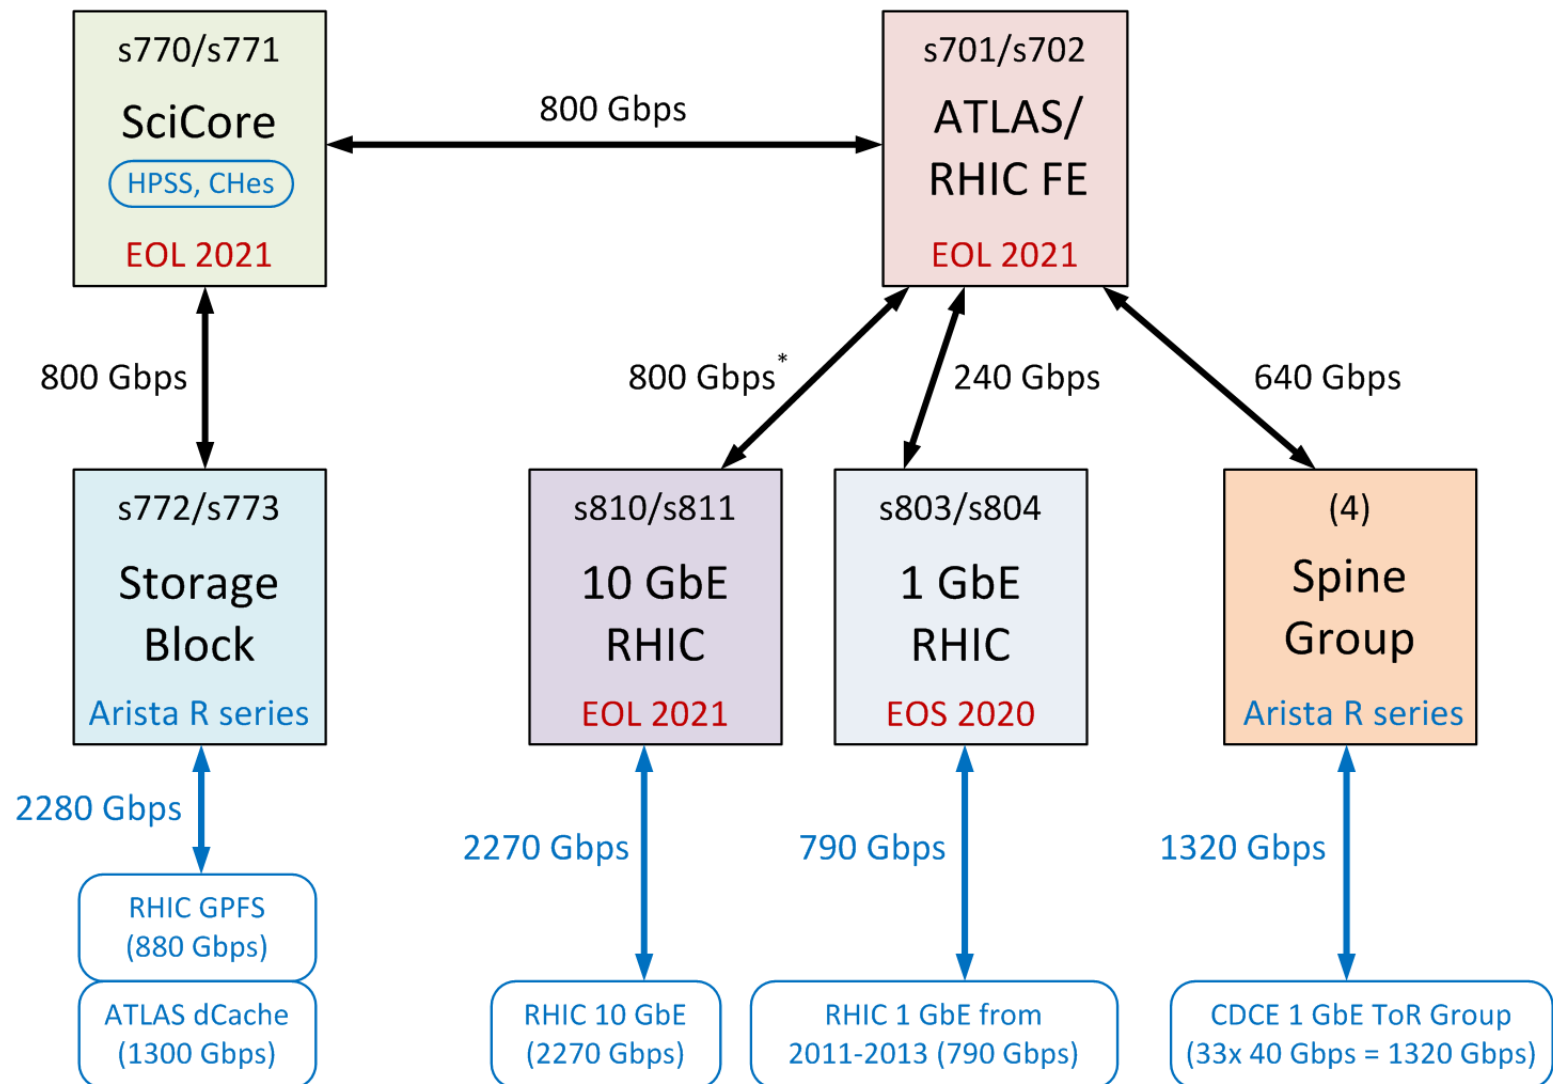 s770/s771
SciCore
HPSS, CHes
EOL 2021
800 Gbps
s701/s702
ATLAS/
RHIC FE
EOL 2021
800 Gbps
800 Gbps*
240 Gbps
640 Gbps
s772/s773
Storage
Block
Arista R series
s810/s811
10 GbE
RHIC
EOL 2021
s803/s804
1 GbE
RHIC
EOS 2020
(4)
Spine
Group
Arista R series
2280 Gbps
2270 Gbps
790 Gbps
1320 Gbps
RHIC GPFS
(880 Gbps)
ATLAS dCache
(1300 Gbps)
RHIC 10 GbE
(2270 Gbps)
RHIC 1 GbE from
2011-2013 (790 Gbps)
CDCE 1 GbE ToR Group
(33x 40 Gbps = 1320 Gbps)